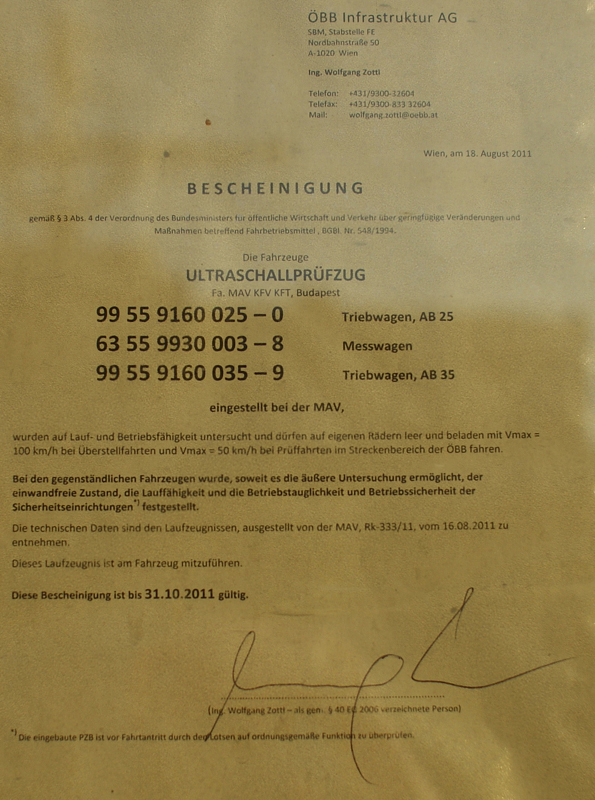 ÖBB Infrastruktur AG
SBM, Stabstelle FE
Nordbahnstraße 50
A-1020 Wien
Ing. Wolfgang Zottl
Telefon: +431/9300-32604
Telefax: +431/9300-833 32604
Mail: wolfgang.zottl@oebb.at
Wien, am 18. August 2011
BESCHEINIGUNG
gemäß § 3 Abs. 4 der Verordnung des Bundesministers für öffentliche Wirtschaft und Verkehr über geringfügige Veränderungen und
Maßnahmen betreffend Fahrbetriebsmittel , BGBl. Nr. 548/1994.
Die Fahrzeuge
ULTRASCHALLPRÜFZUG
Fa. MAV KFV KFT, Budapest
99 55 9160 025 – 0 Triebwagen, AB 25
63 55 9930 003 – 8 Messwagen
99 55 9160 035 – 9 Triebwagen, AB 35
eingestellt bei der MAV,
wurden auf Lauf- und Betriebsfähigkeit untersucht und dürfen auf eigenen Rädern leer und beladen mit Vmax =
100 km/h bei Überstellfahrten und Vmax = 50 km/h bei Prüffahrten im Streckenbereich der ÖBB fahren.
Bei den gegenständlichen Fahrzeugen wurde, soweit es die äußere Untersuchung ermöglicht, der
einwandfreie Zustand, die Lauffähigkeit und die Betriebstauglichkeit und Betriebssicherheit der
Sicherheitseinrichtungen*) festgestellt.
Die technischen Daten sind den Laufzeugnissen, ausgestellt von der MAV, Rk-333/11, vom 16.08.2011 zu
entnehmen.
Dieses Laufzeugnis ist am Fahrzeug mitzuführen.
Diese Bescheinigung ist bis 31.10.2011 gültig.
(Ing. Wolfgang Zottl – als gem. § 40 EG 2006 verzeichnete Person)
*) Die eingebaute PZB ist vor Fahrtantritt durch den Lotsen auf ordnungsgemäße Funktion zu überprüfen.